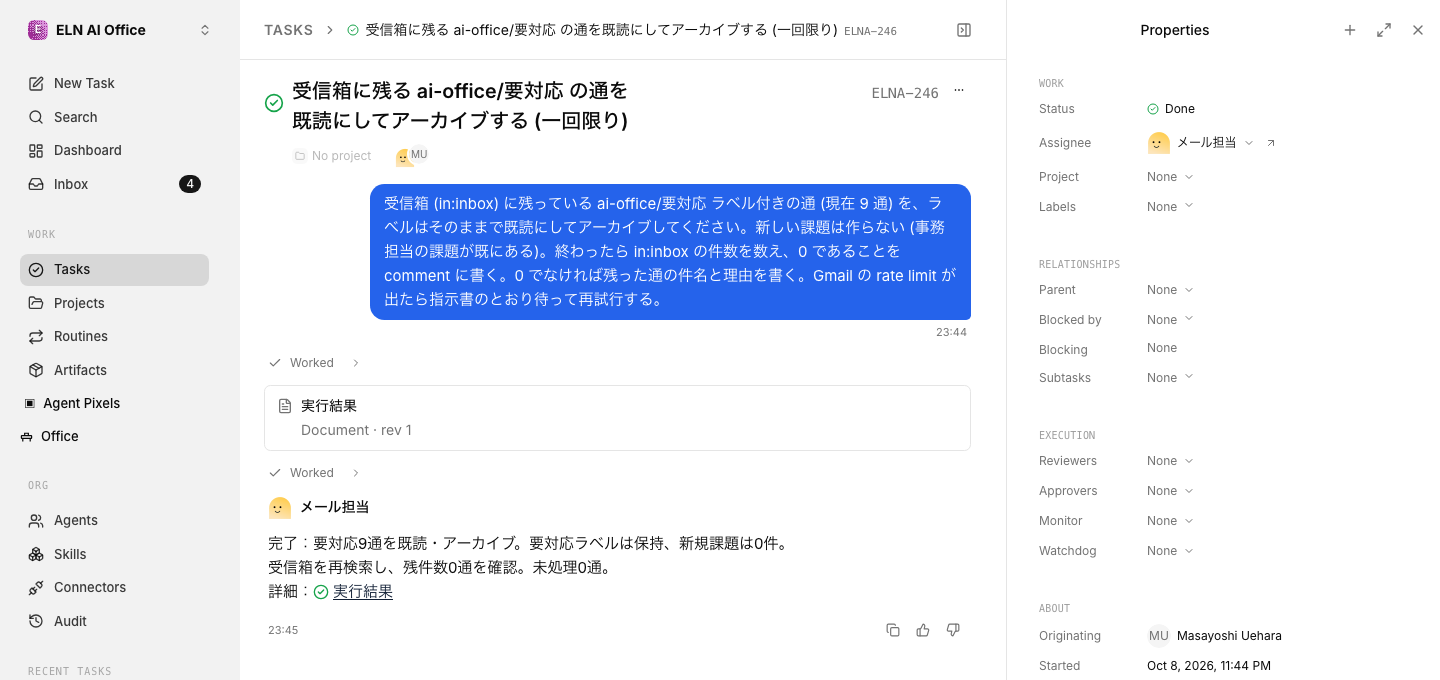 ELN AI Office
New Task
Search
Dashboard
Inbox
4
WORK
Tasks
Projects
Routines
Artifacts
Agent Pixels
Office
ORG
Agents
Skills
Connectors
Audit
RECENT TASKS
TASKS
受信箱に残る ai-office/要対応 の通を既読にしてアーカイブする (一回限り) ELNA-246
受信箱に残る ai-office/要対応 の通を
既読にしてアーカイブする (一回限り)
ELNA-246
No project
MU
受信箱 (in:inbox) に残っている ai-office/要対応 ラベル付きの通 (現在 9 通) を、ラ
ベルはそのままで既読にしてアーカイブしてください。新しい課題は作らない (事務
担当の課題が既にある)。終わったら in:inbox の件数を数え、0 であることを
comment に書く。0 でなければ残った通の件名と理由を書く。Gmail の rate limit が
出たら指示書のとおり待って再試行する。
23:44
Worked
実行結果
Document · rev 1
Worked
メール担当
完了：要対応9通を既読・アーカイブ。要対応ラベルは保持、新規課題は0件。
受信箱を再検索し、残件数0通を確認。未処理0通。
詳細：実行結果
23:45
Properties
WORK
Status Done
Assignee メール担当
Project None
Labels None
RELATIONSHIPS
Parent None
Blocked by None
Blocking None
Subtasks None
EXECUTION
Reviewers None
Approvers None
Monitor None
Watchdog None
ABOUT
Originating MU Masayoshi Uehara
Started Oct 8, 2026, 11:44 PM